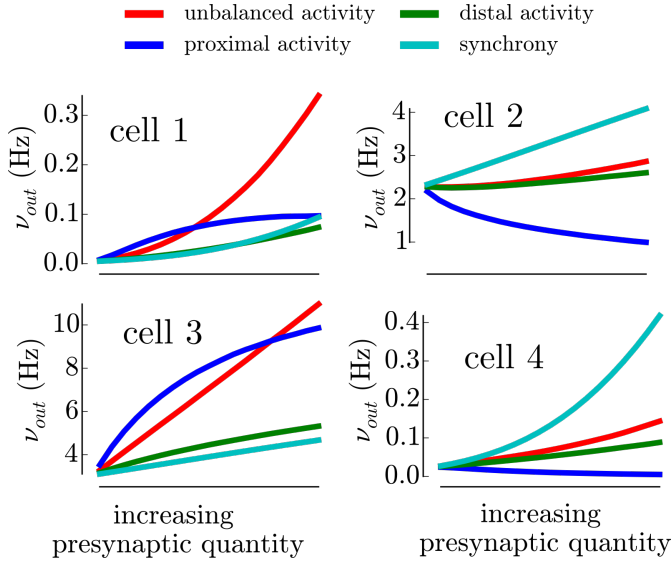 unbalanced activity
distal activity
proximal activity
synchrony
cell 1
ν_out (Hz)
0.3
0.2
0.1
0.0
cell 2
ν_out (Hz)
4
3
2
1
cell 3
ν_out (Hz)
10
8
6
4
cell 4
ν_out (Hz)
0.4
0.3
0.2
0.1
0.0
increasing
presynaptic quantity
increasing
presynaptic quantity